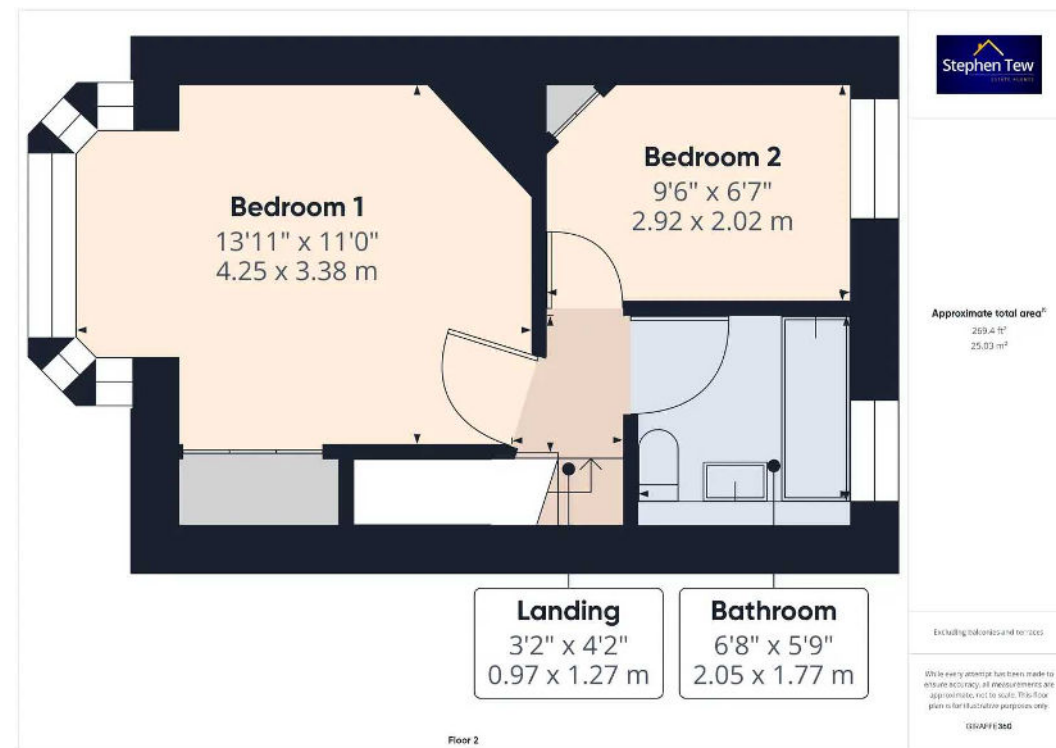 Stephen Tew
ESTATE AGENTS
Bedroom 1
13'11" x 11'0"
4.25 x 3.38 m
Bedroom 2
9'6" x 6'7"
2.92 x 2.02 m
Approximate total area
269.4 ft²
25.03 m²
Landing
3'2" x 4'2"
0.97 x 1.27 m
Bathroom
6'8" x 5'9"
2.05 x 1.77 m
Excluding balconies and terraces
While every attempt has been made to
ensure accuracy, all measurements are
approximate, not to scale. This floor
plan is for illustrative purposes only.
GIRAFFE360
Floor 2